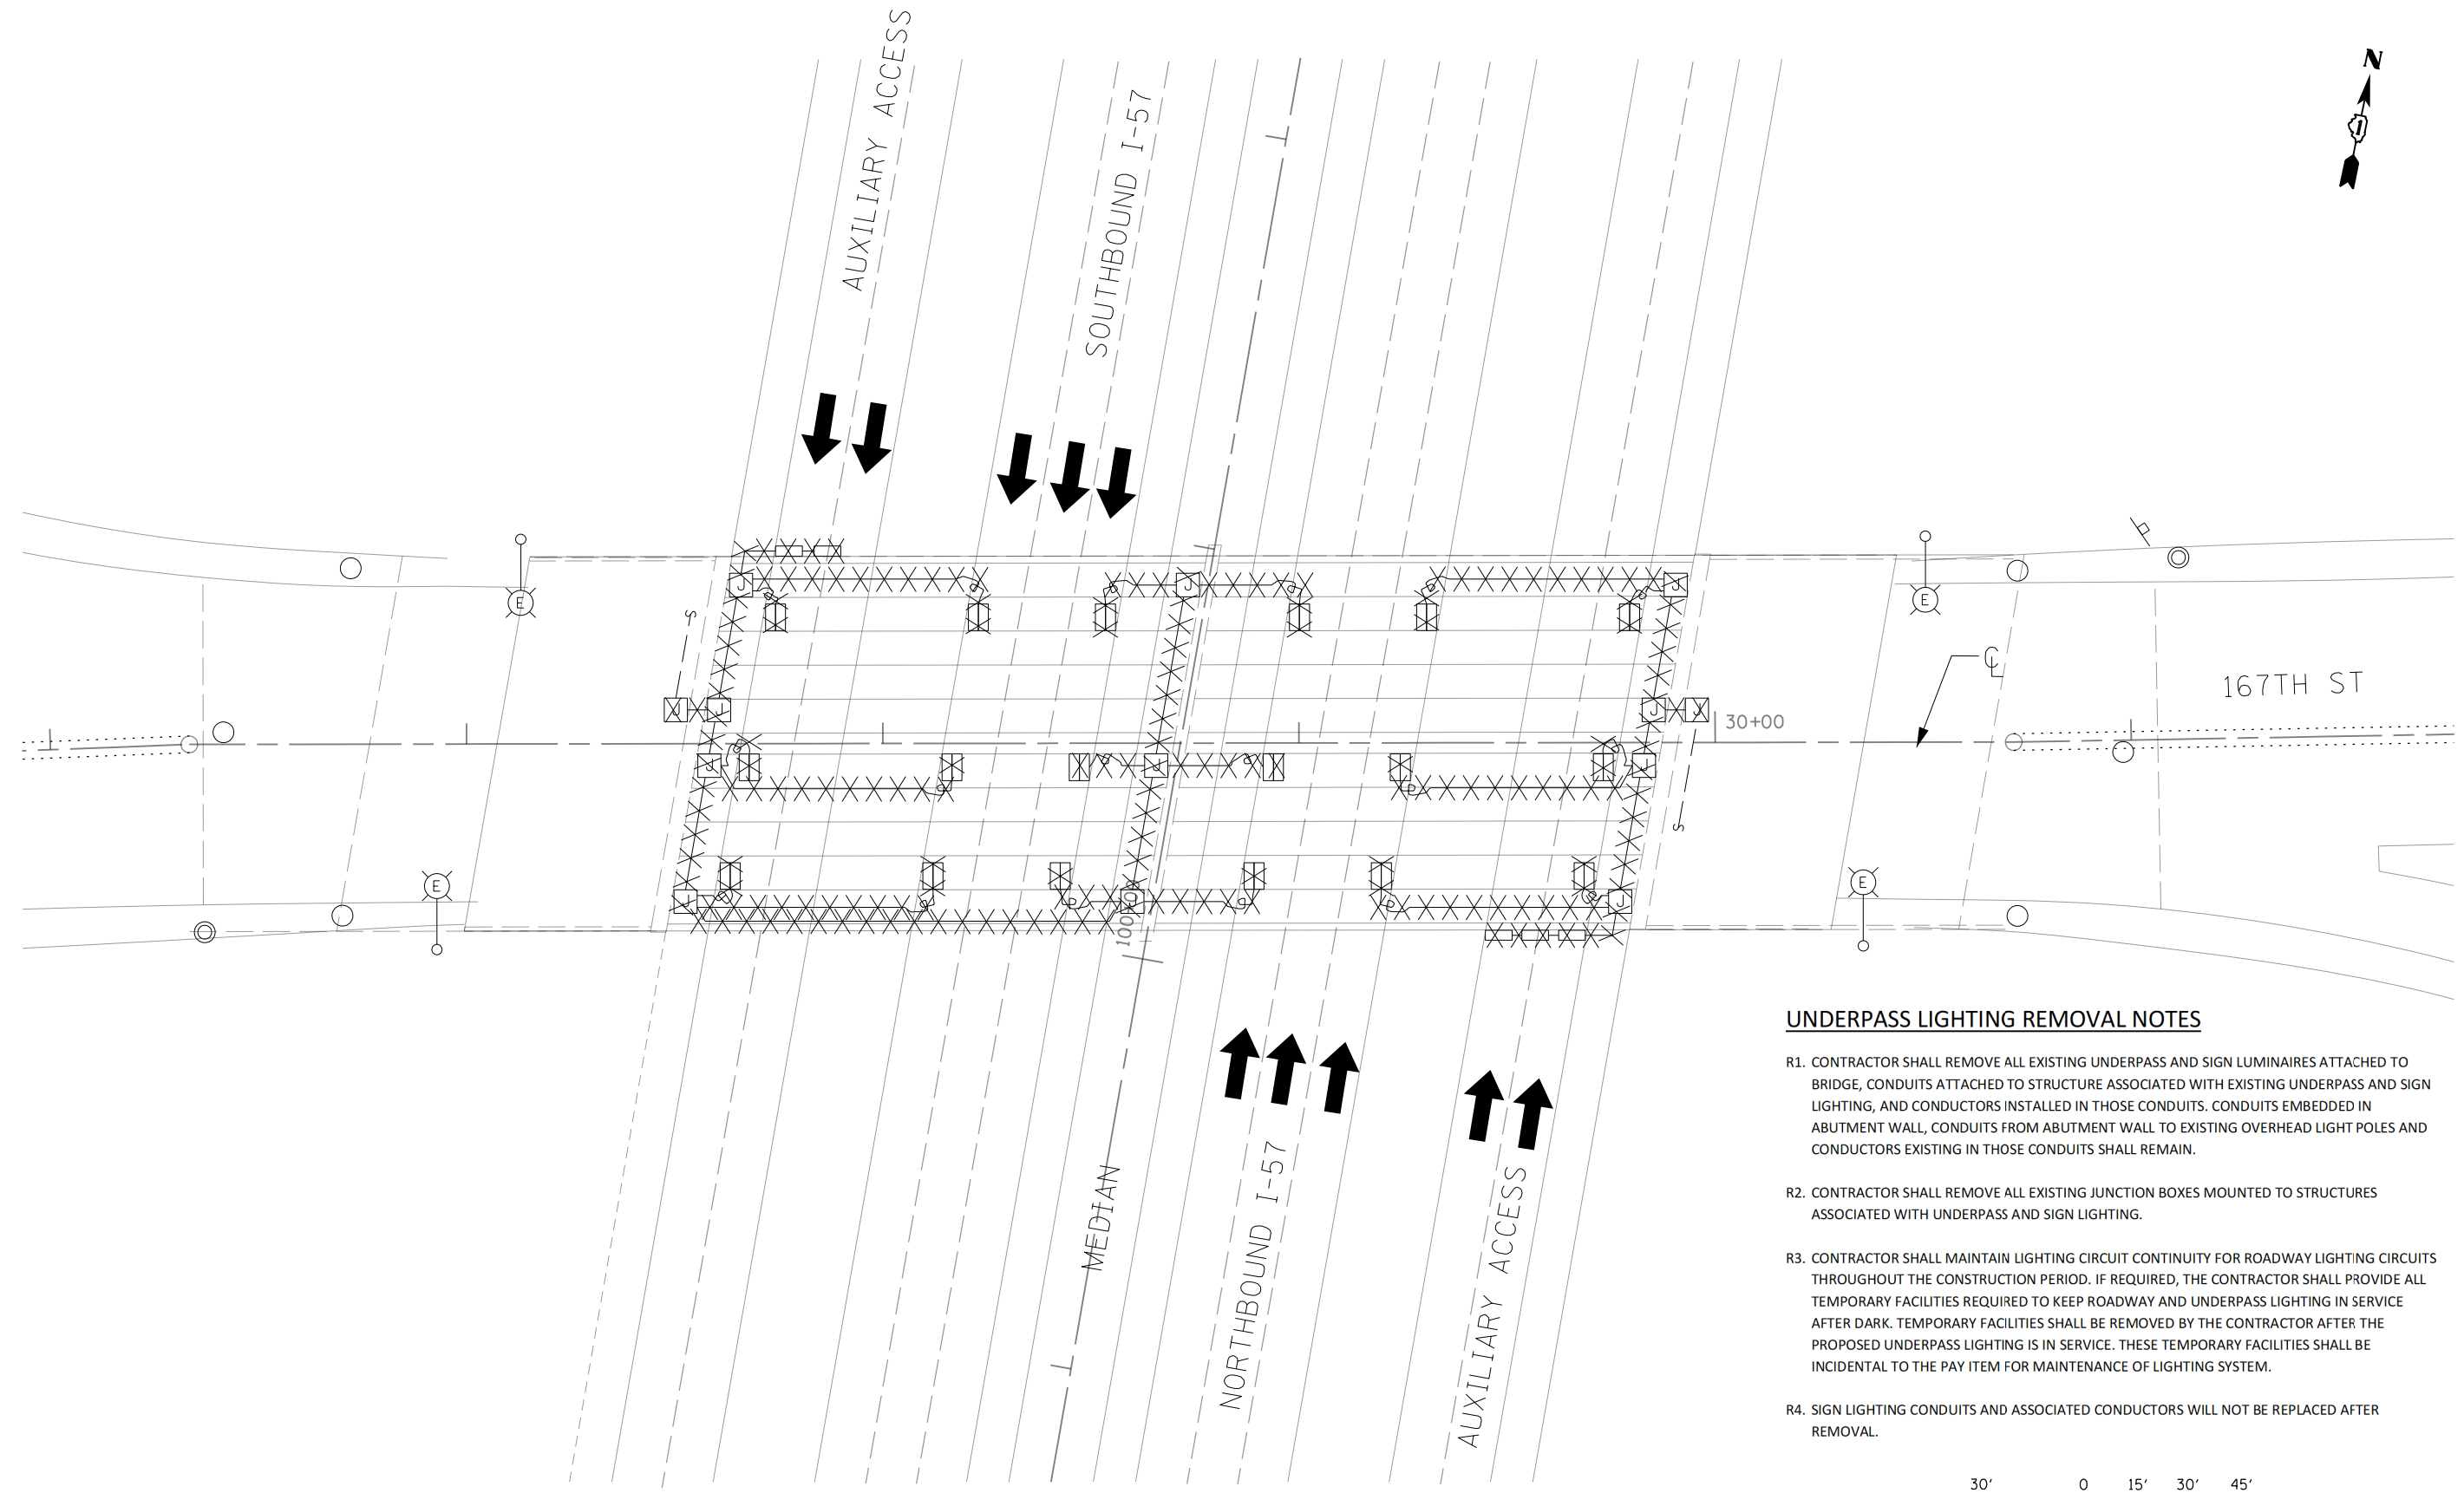 N
1
AUXILIARY ACCESS
SOUTHBOUND I-57
E
E
J
J
J
S
J
J
J
J
167TH ST
30+00
J
J
J
S
E
E
J
J
J
100+00
MEDIAN
NORTHBOUND I-57
AUXILIARY ACCESS
UNDERPASS LIGHTING REMOVAL NOTES
R1. CONTRACTOR SHALL REMOVE ALL EXISTING UNDERPASS AND SIGN LUMINAIRES ATTACHED TO
BRIDGE, CONDUITS ATTACHED TO STRUCTURE ASSOCIATED WITH EXISTING UNDERPASS AND SIGN
LIGHTING, AND CONDUCTORS INSTALLED IN THOSE CONDUITS. CONDUITS EMBEDDED IN
ABUTMENT WALL, CONDUITS FROM ABUTMENT WALL TO EXISTING OVERHEAD LIGHT POLES AND
CONDUCTORS EXISTING IN THOSE CONDUITS SHALL REMAIN.
R2. CONTRACTOR SHALL REMOVE ALL EXISTING JUNCTION BOXES MOUNTED TO STRUCTURES
ASSOCIATED WITH UNDERPASS AND SIGN LIGHTING.
R3. CONTRACTOR SHALL MAINTAIN LIGHTING CIRCUIT CONTINUITY FOR ROADWAY LIGHTING CIRCUITS
THROUGHOUT THE CONSTRUCTION PERIOD. IF REQUIRED, THE CONTRACTOR SHALL PROVIDE ALL
TEMPORARY FACILITIES REQUIRED TO KEEP ROADWAY AND UNDERPASS LIGHTING IN SERVICE
AFTER DARK. TEMPORARY FACILITIES SHALL BE REMOVED BY THE CONTRACTOR AFTER THE
PROPOSED UNDERPASS LIGHTING IS IN SERVICE. THESE TEMPORARY FACILITIES SHALL BE
INCIDENTAL TO THE PAY ITEM FOR MAINTENANCE OF LIGHTING SYSTEM.
R4. SIGN LIGHTING CONDUITS AND ASSOCIATED CONDUCTORS WILL NOT BE REPLACED AFTER
REMOVAL.
30' 0 15' 30' 45'